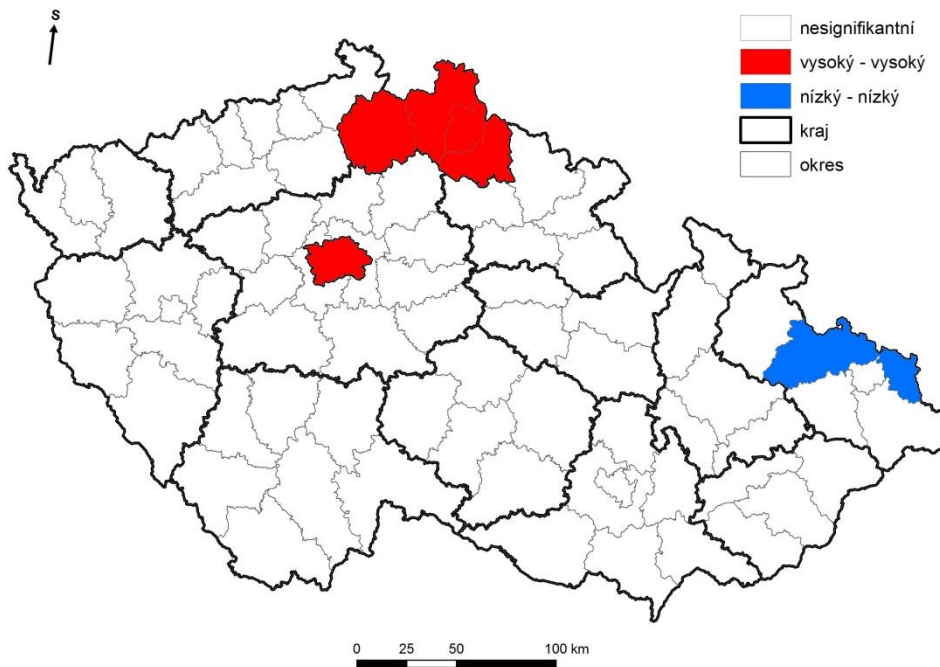 S
nesignifikantní
vysoký - vysoký
nízký - nízký
kraj
okres
0 25 50 100 km